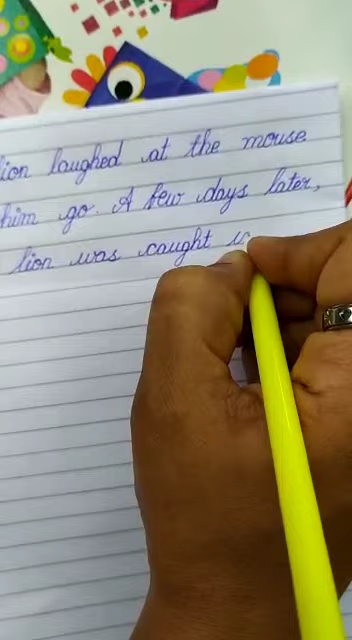 lion laughed at the mouse
him go. A few days later,
lion was caught